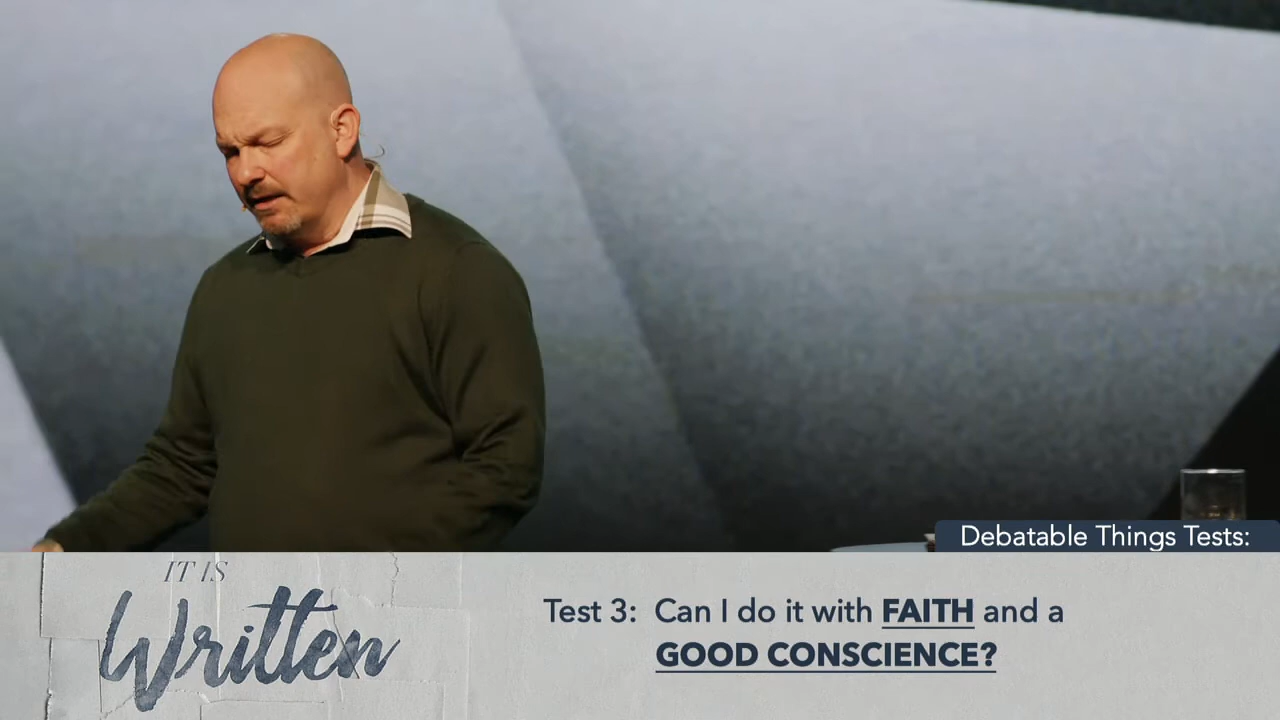 Debatable Things Tests:
IT IS
Written
Test 3: Can I do it with FAITH and a
GOOD CONSCIENCE?